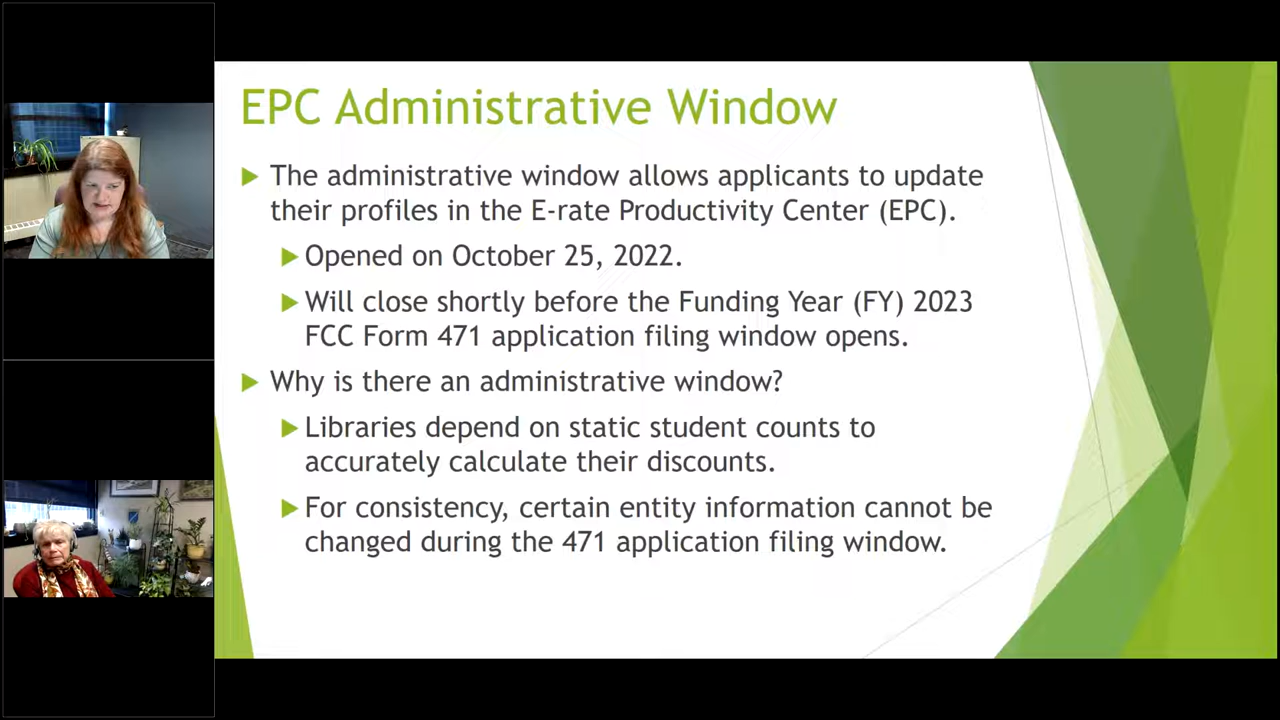 EPC Administrative Window
The administrative window allows applicants to update
their profiles in the E-rate Productivity Center (EPC).
Opened on October 25, 2022.
Will close shortly before the Funding Year (FY) 2023
FCC Form 471 application filing window opens.
Why is there an administrative window?
Libraries depend on static student counts to
accurately calculate their discounts.
For consistency, certain entity information cannot be
changed during the 471 application filing window.